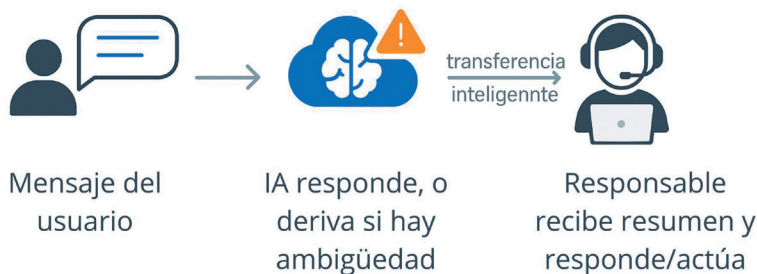 transferencia
inteligennte
Mensaje del
usuario
IA responde, o
deriva si hay
ambigüedad
Responsable
recibe resumen y
responde/actúa